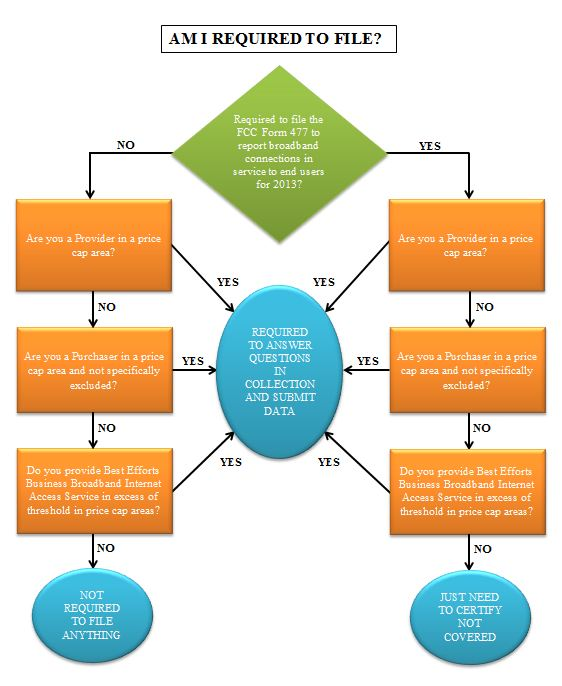 AM I REQUIRED TO FILE?
Required to file the
FCC Form 477 to
report broadband
connections in
service to end users
for 2013?
NO
YES
Are you a Provider in a price
cap area?
Are you a Provider in a price
cap area?
YES
YES
NO
NO
REQUIRED
TO ANSWER
QUESTIONS
IN
COLLECTION
AND SUBMIT
DATA
Are you a Purchaser in a price
cap area and not specifically
excluded?
YES
YES
Are you a Purchaser in a price
cap area and not specifically
excluded?
NO
NO
Do you provide Best Efforts
Business Broadband Internet
Access Service in excess of
threshold in price cap areas?
YES
YES
Do you provide Best Efforts
Business Broadband Internet
Access Service in excess of
threshold in price cap areas?
NO
NO
NOT
REQUIRED
TO FILE
ANYTHING
JUST NEED
TO CERTIFY
NOT
COVERED